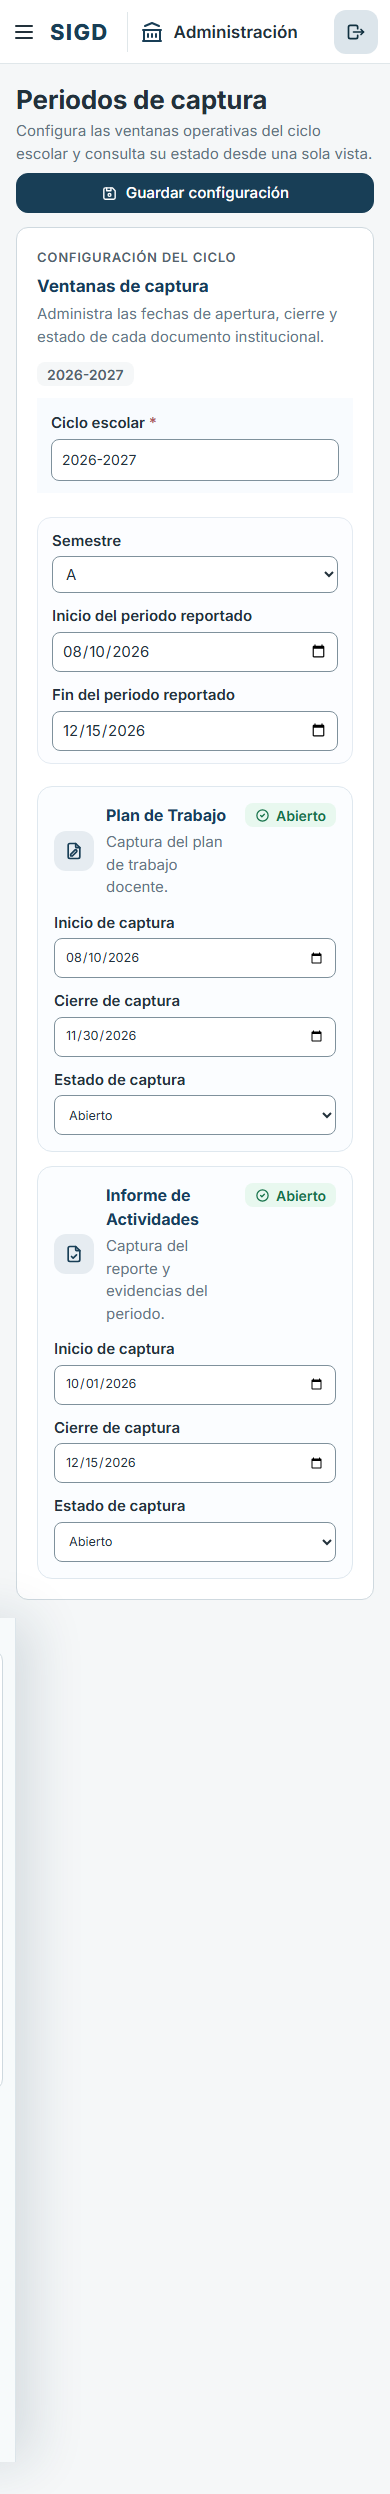 SIGD
Administración
Periodos de captura
Configura las ventanas operativas del ciclo
escolar y consulta su estado desde una sola vista.
Guardar configuración
CONFIGURACIÓN DEL CICLO
Ventanas de captura
Administra las fechas de apertura, cierre y
estado de cada documento institucional.
2026-2027
Ciclo escolar *
2026-2027
Semestre
A
Inicio del periodo reportado
08/10/2026
Fin del periodo reportado
12/15/2026
Plan de Trabajo
Abierto
Captura del plan
de trabajo
docente.
Inicio de captura
08/10/2026
Cierre de captura
11/30/2026
Estado de captura
Abierto
Informe de
Actividades
Abierto
Captura del
reporte y
evidencias del
periodo.
Inicio de captura
10/01/2026
Cierre de captura
12/15/2026
Estado de captura
Abierto